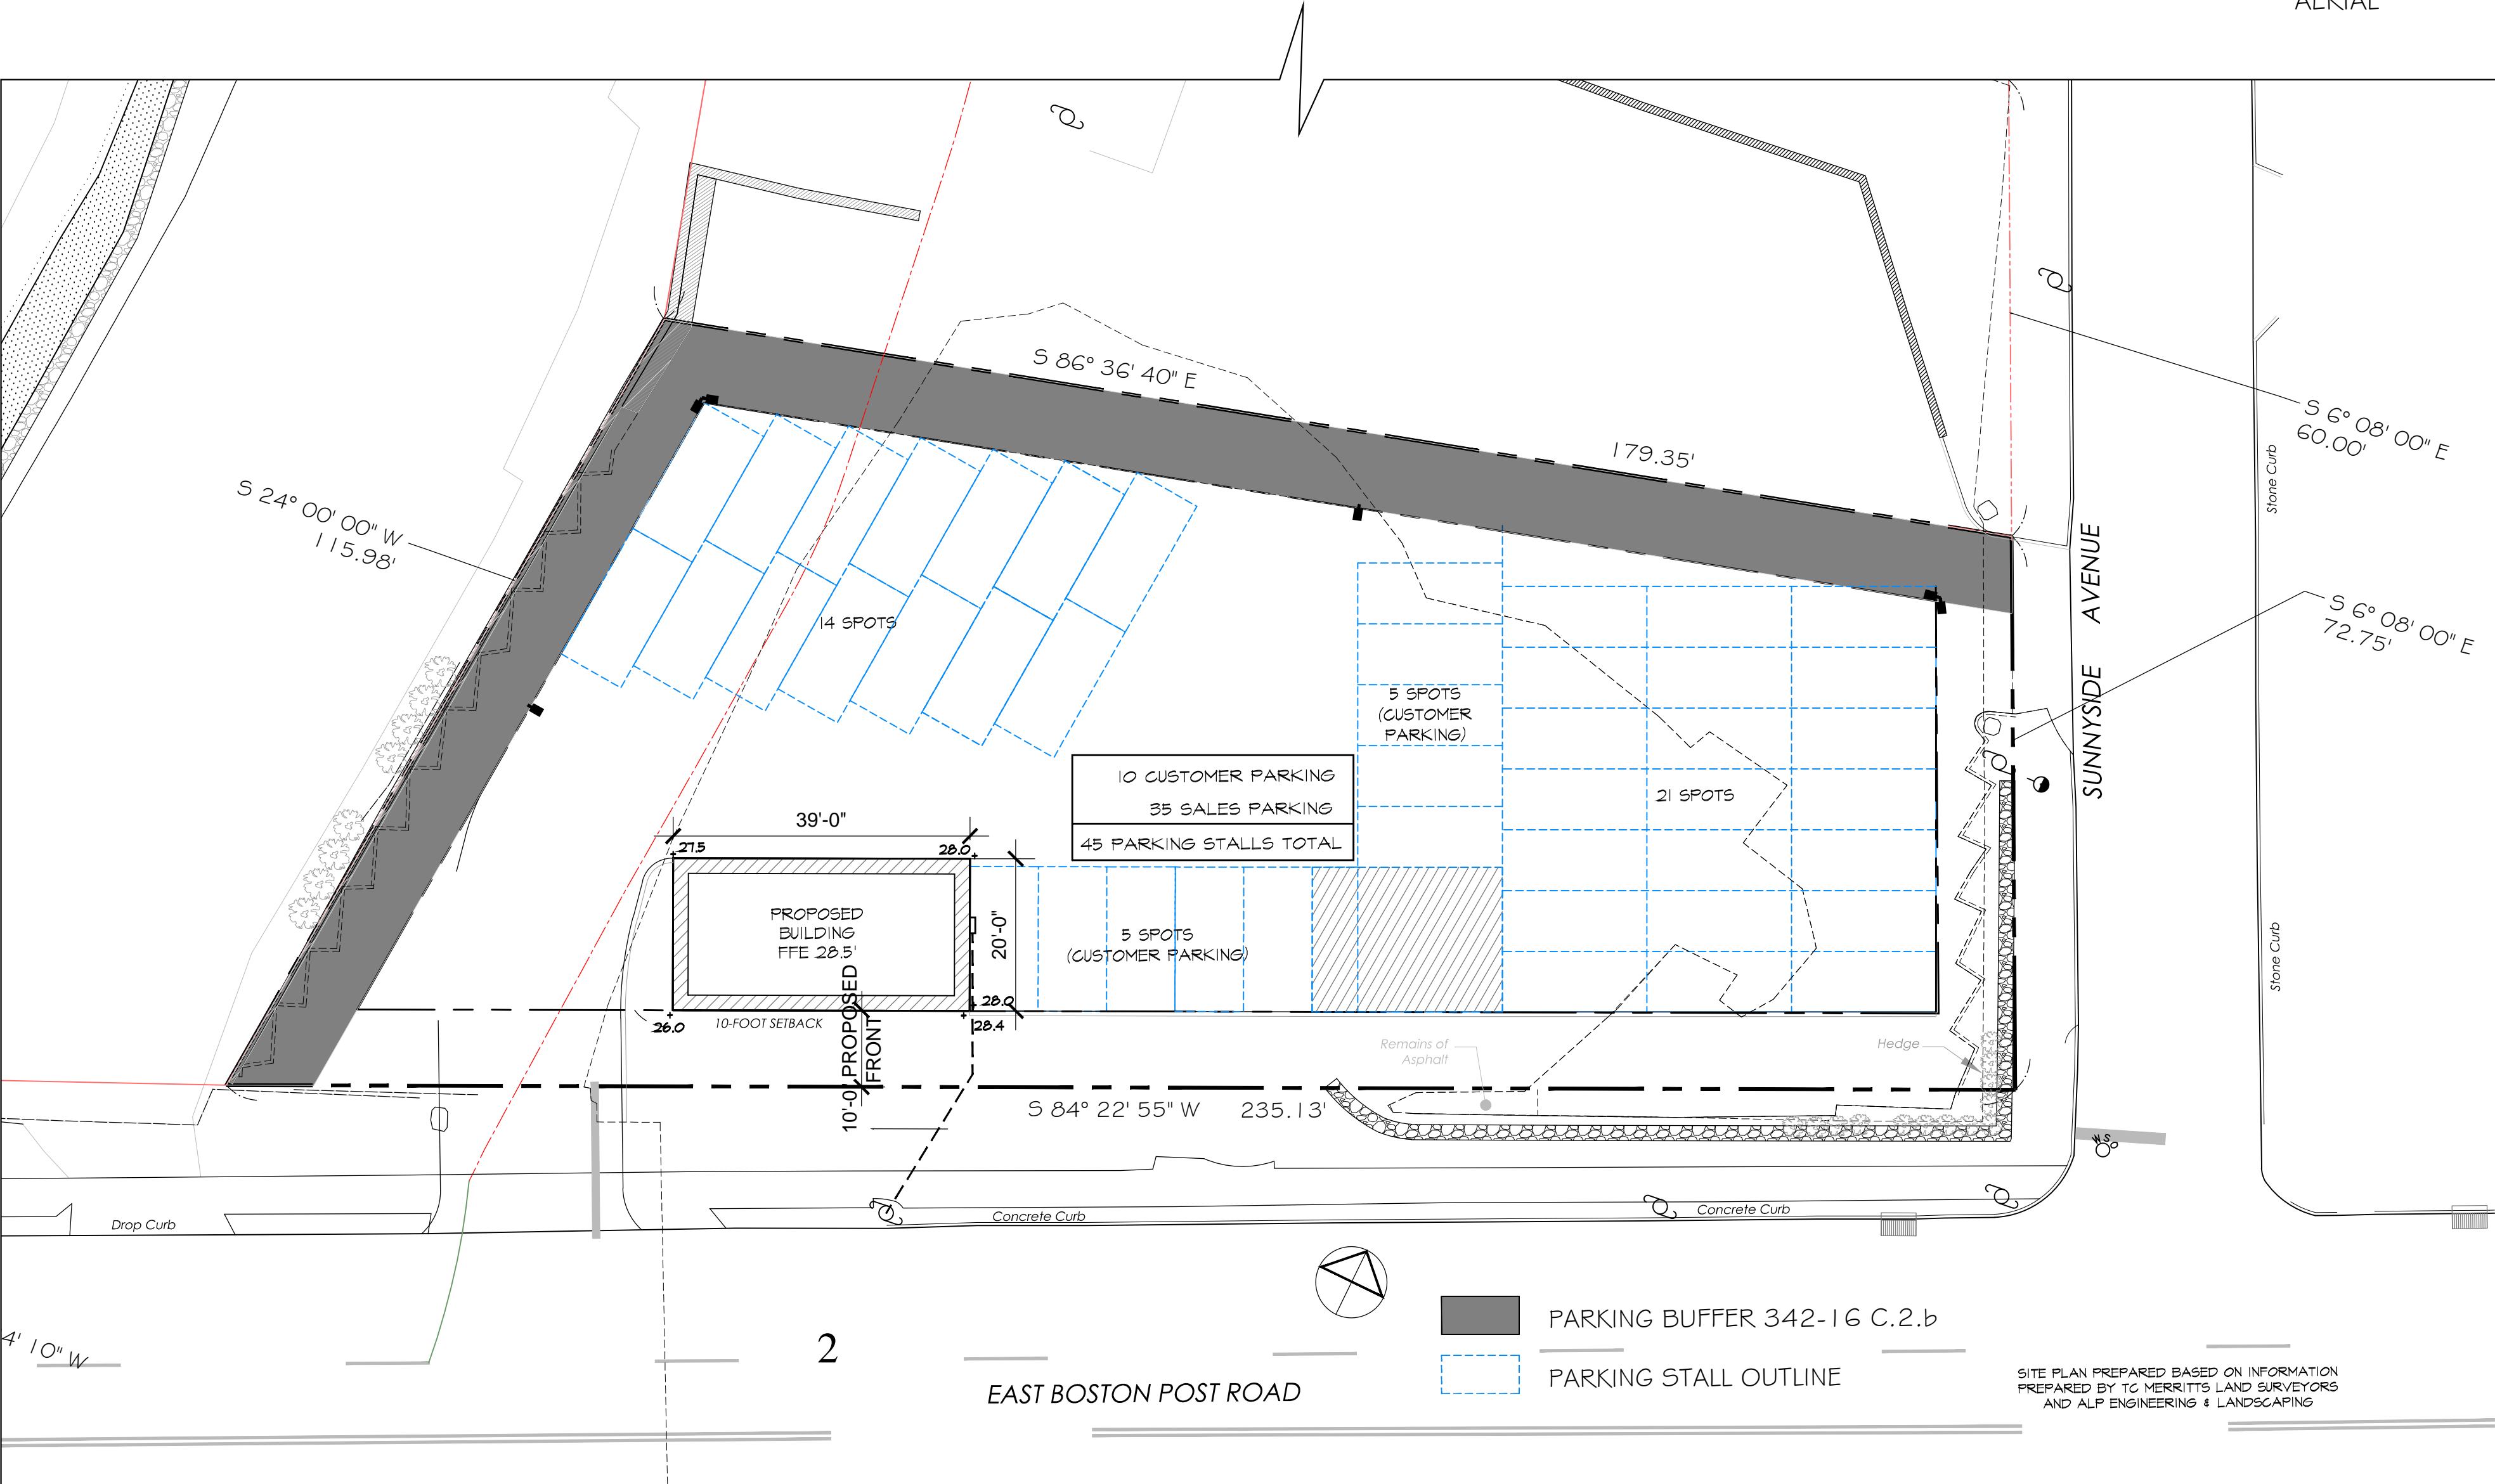 AERIAL
S 86° 36' 40" E
179.35'
S 6° 08' 00" E
60.00'
Stone Curb
S 24° 00' 00" W
115.98'
SUNNYSIDE AVENUE
S 6° 08' 00" E
72.75'
14 SPOTS
5 SPOTS
(CUSTOMER
PARKING)
10 CUSTOMER PARKING
35 SALES PARKING
45 PARKING STALLS TOTAL
21 SPOTS
39'-0"
27.5
28.0
PROPOSED
BUILDING
FFE 28.5'
20'-0"
5 SPOTS
(CUSTOMER PARKING)
Stone Curb
28.0
26.0
10-FOOT SETBACK
28.4
10'-0" PROPOSED
FRONT
Remains of
Asphalt
Hedge
S 84° 22' 55" W 235.13'
WSO
Drop Curb
Concrete Curb
Concrete Curb
4' 10" W
2
EAST BOSTON POST ROAD
PARKING BUFFER 342-16 C.2.b
PARKING STALL OUTLINE
SITE PLAN PREPARED BASED ON INFORMATION
PREPARED BY TC MERRITTS LAND SURVEYORS
AND ALP ENGINEERING & LANDSCAPING